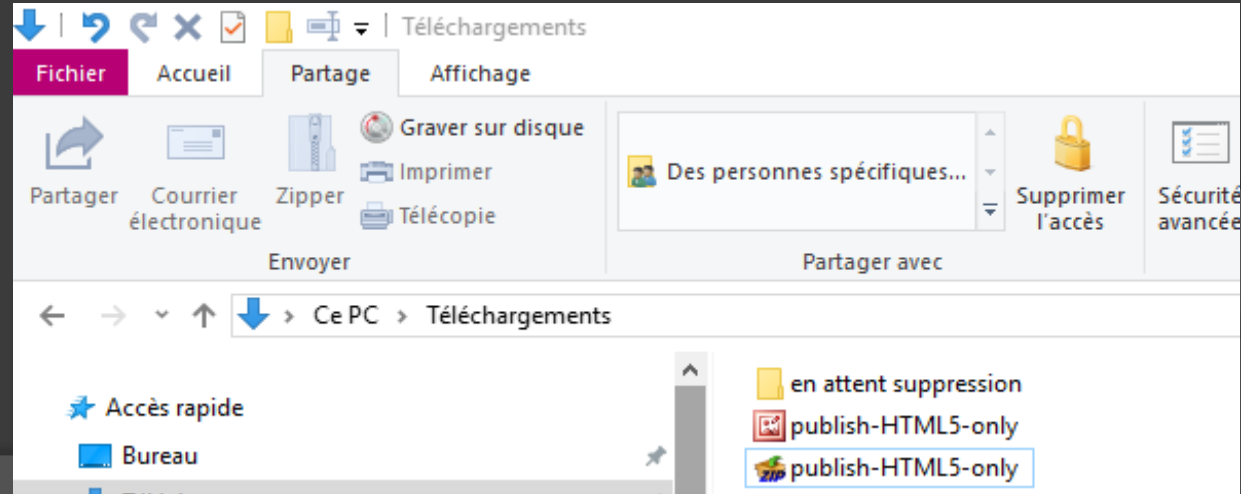 Téléchargements
Fichier Accueil Partage Affichage
Partager
Courrier
électronique
Zipper
Graver sur disque
Imprimer
Télécopie
Envoyer
Des personnes spécifiques...
Supprimer
l'accès
Sécurité
avancée
Partager avec
Ce PC > Téléchargements
Accès rapide
Bureau
en attent suppression
publish-HTML5-only
ZIP publish-HTML5-only